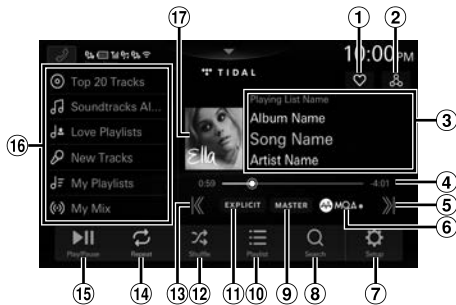 17
1
2
10:00PM
TIDAL
Top 20 Tracks
Soundtracks Al...
Love Playlists
New Tracks
My Playlists
My Mix
16
Ella
Playing List Name
Album Name
Song Name
Artist Name
3
0:59
-4:01
4
EXPLICIT
MASTER
MQA
5
6
Play/Pause
Repeat
Shuffle
Playlist
Search
Setup
15
14
13
12
11
10
9
8
7